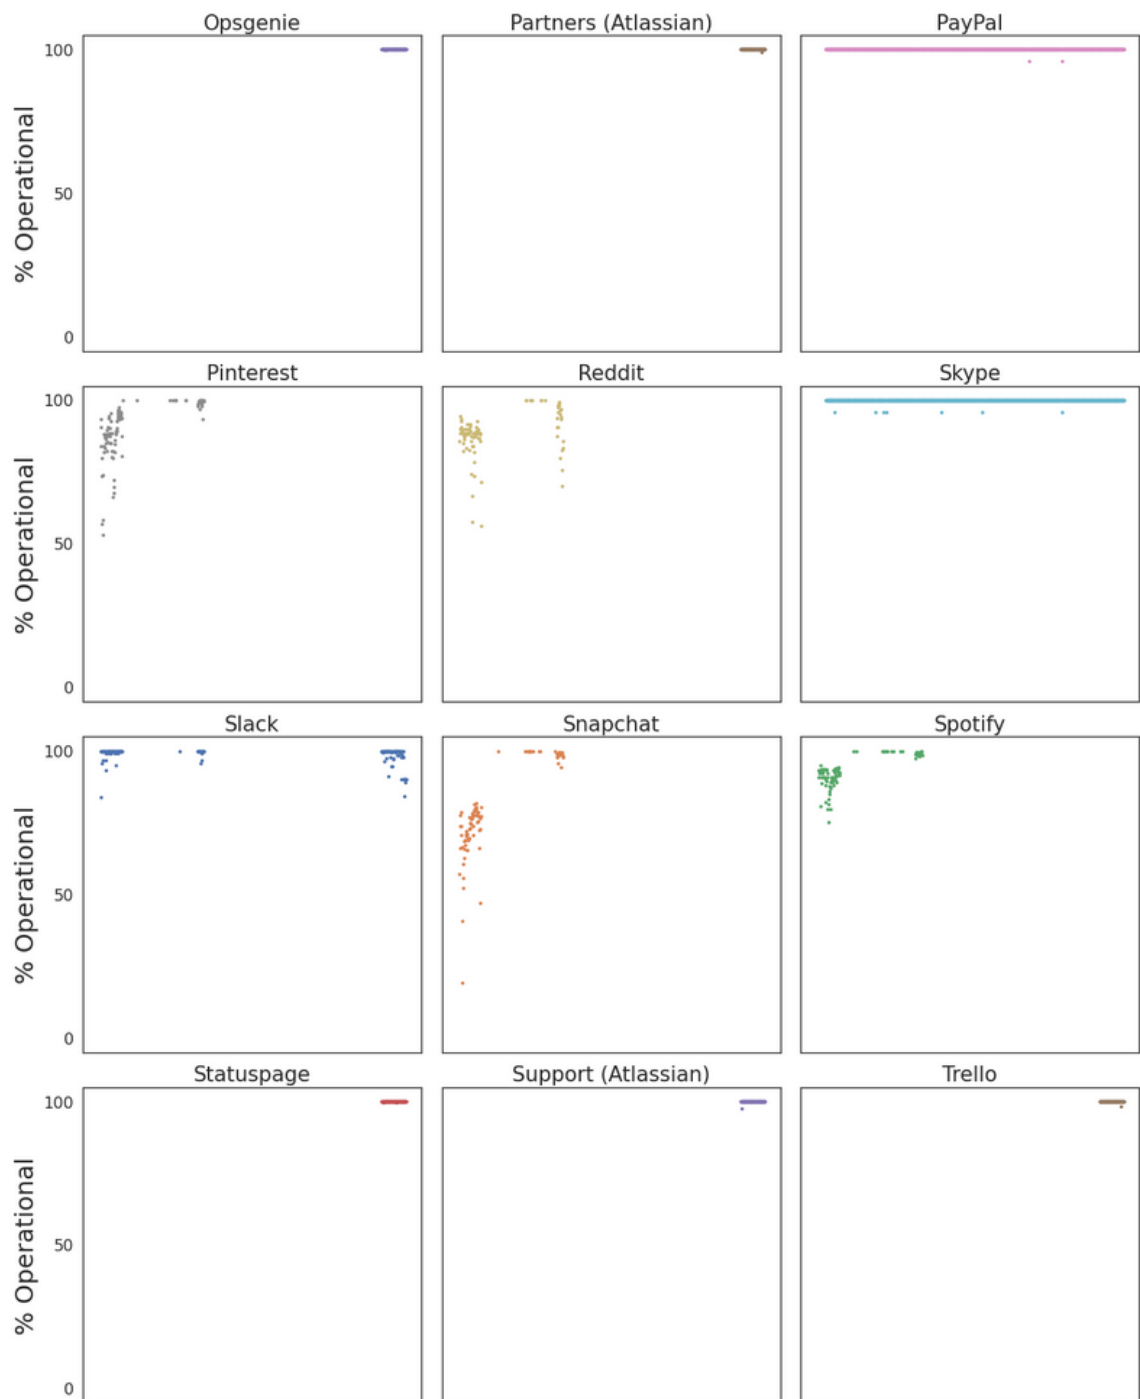 Opsgenie
Partners (Atlassian)
PayPal
% Operational
100
50
0
Pinterest
Reddit
Skype
% Operational
100
50
0
Slack
Snapchat
Spotify
% Operational
100
50
0
Statuspage
Support (Atlassian)
Trello
% Operational
100
50
0